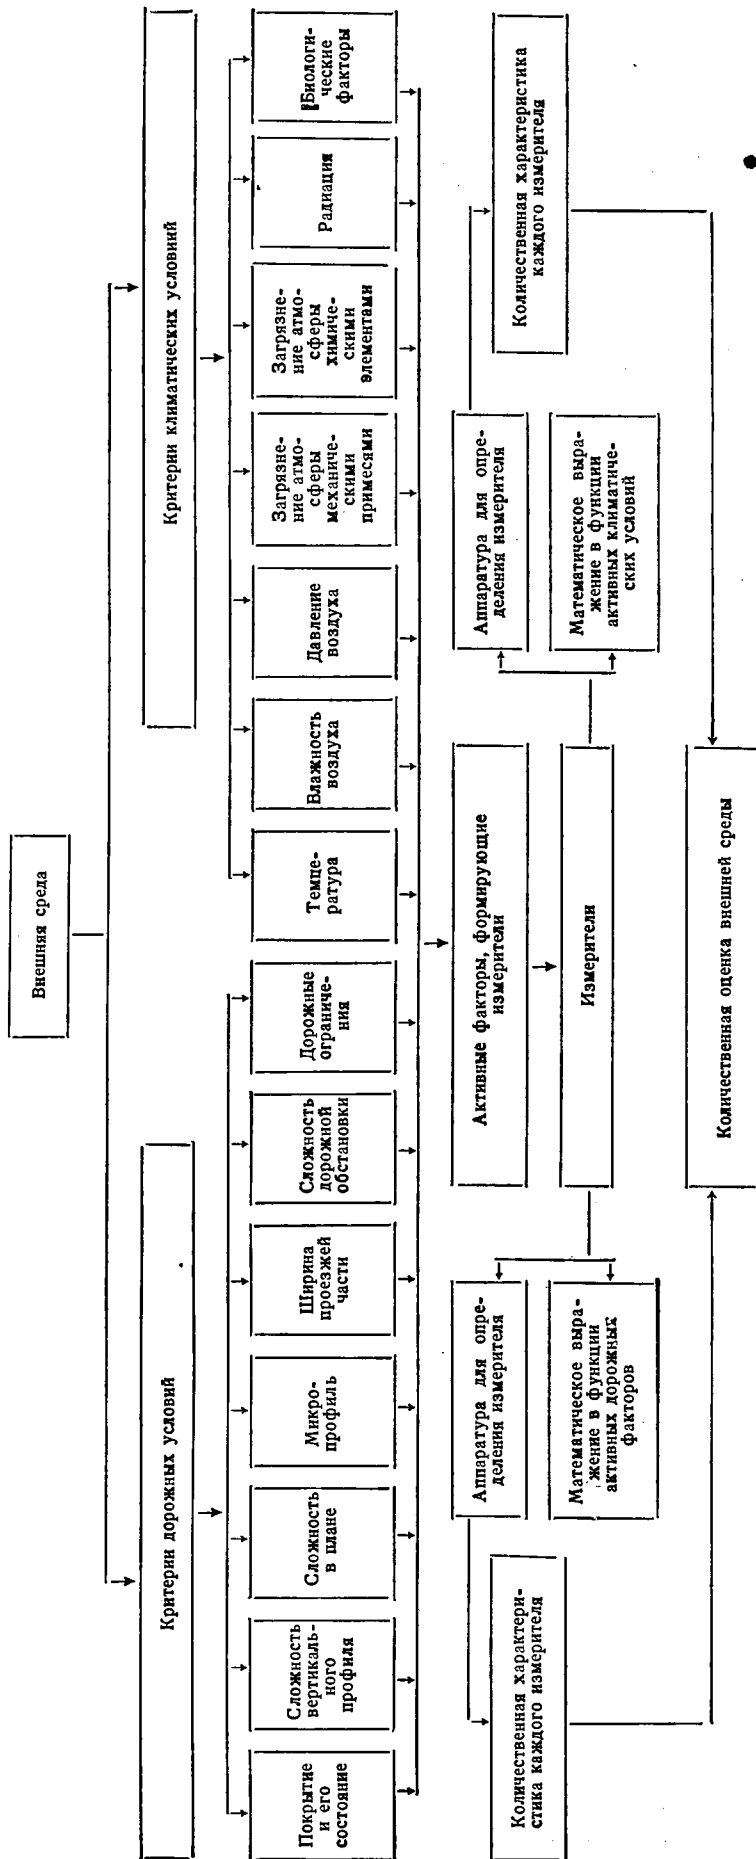 Внешняя среда
Критерии дорожных условий
Критерии климатических условий
Покрытие
и его
состояние
Сложность
вертикаль-
ного
профиля
Сложность
в плане
Микро-
профиль
Ширина
проезжей
части
Сложность
дорожной
обстановки
Дорожные
ограниче-
ния
Темпе-
ратура
Влажность
воздуха
Давление
воздуха
Загрязне-
ние атмо-
сферы
механиче-
скими
примесями
Загрязне-
ние атмо-
сферы
химиче-
скими
элементами
Радиация
Биологи-
ческие
факторы
Активные факторы, формирующие
измерители
Аппаратура для опре-
деления измерителя
Аппаратура для опре-
деления измерителя
Количественная характери-
стика каждого измерителя
Математическое выра-
жение в функции
активных дорожных
факторов
Измерители
Математическое выра-
жение в функции
активных климатиче-
ских условий
Количественная характеристика
каждого измерителя
Количественная оценка внешней среды